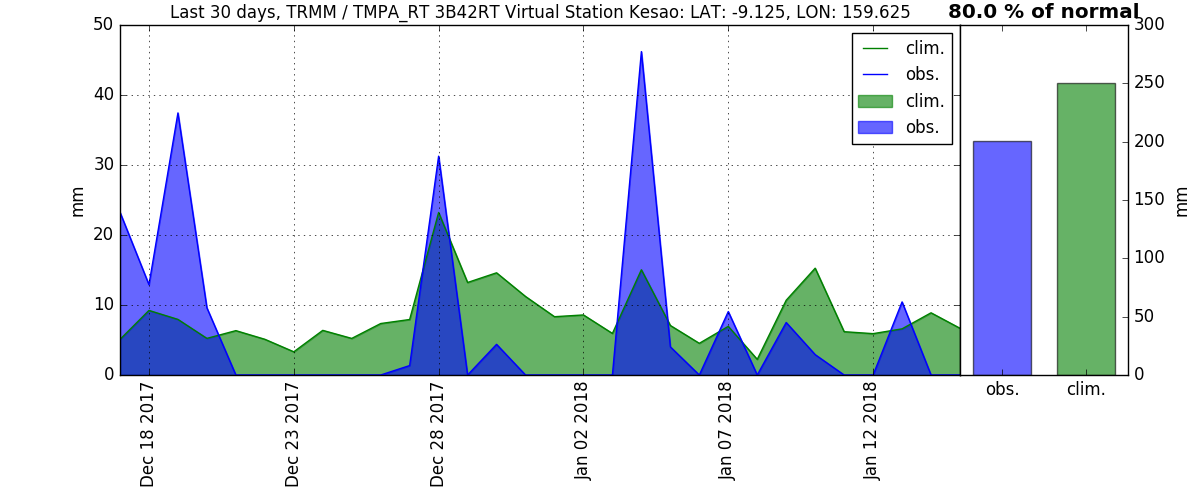 Last 30 days, TRMM / TMPA_RT 3B42RT Virtual Station Kesao: LAT: -9.125, LON: 159.625
80.0 % of normal
50
40
30
20
10
0
mm
clim.
obs.
clim.
obs.
Dec 18 2017
Dec 23 2017
Dec 28 2017
Jan 02 2018
Jan 07 2018
Jan 12 2018
300
250
200
150
100
50
0
mm
obs.
clim.